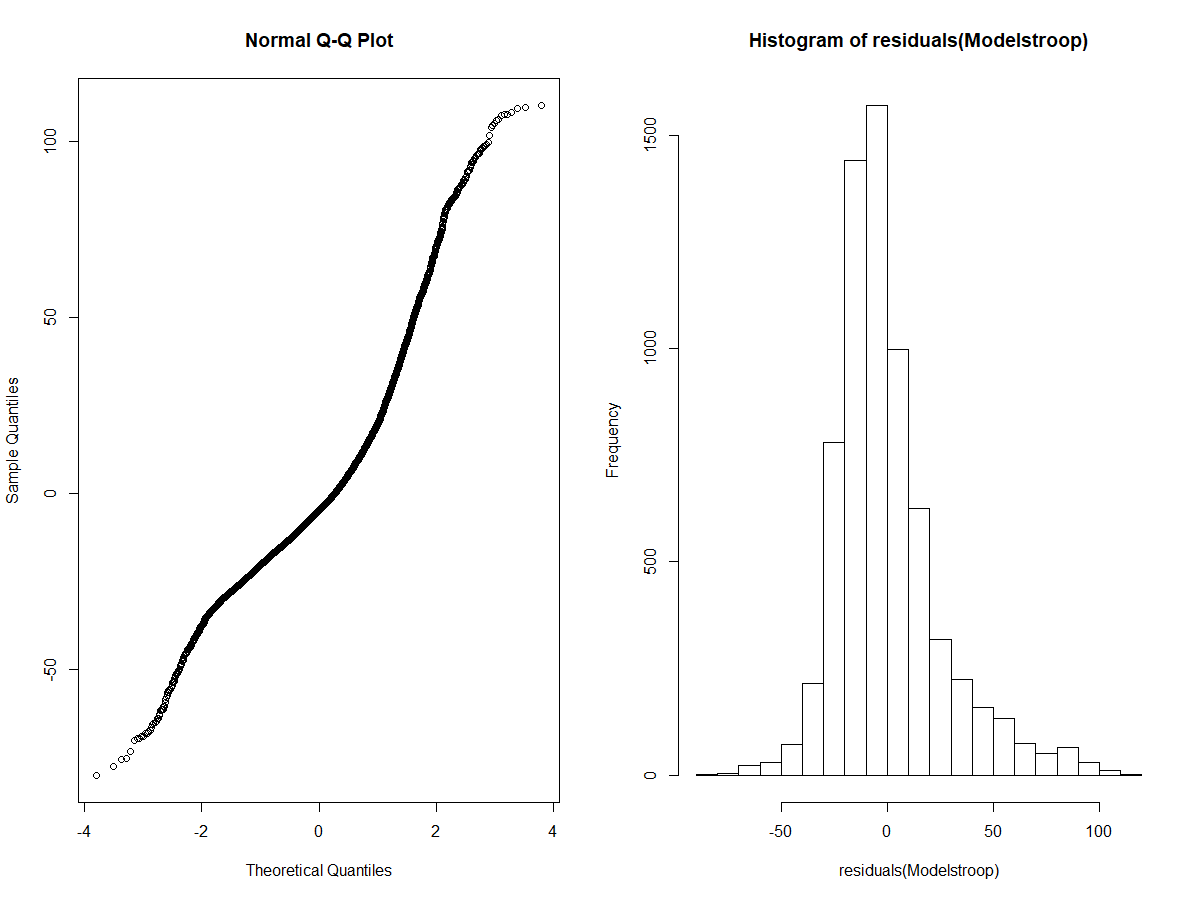 Normal Q-Q Plot
Sample Quantiles
100
50
0
-50
-4
-2
0
2
4
Theoretical Quantiles
Histogram of residuals(Modelstroop)
Frequency
1500
1000
500
0
-50
0
50
100
residuals(Modelstroop)